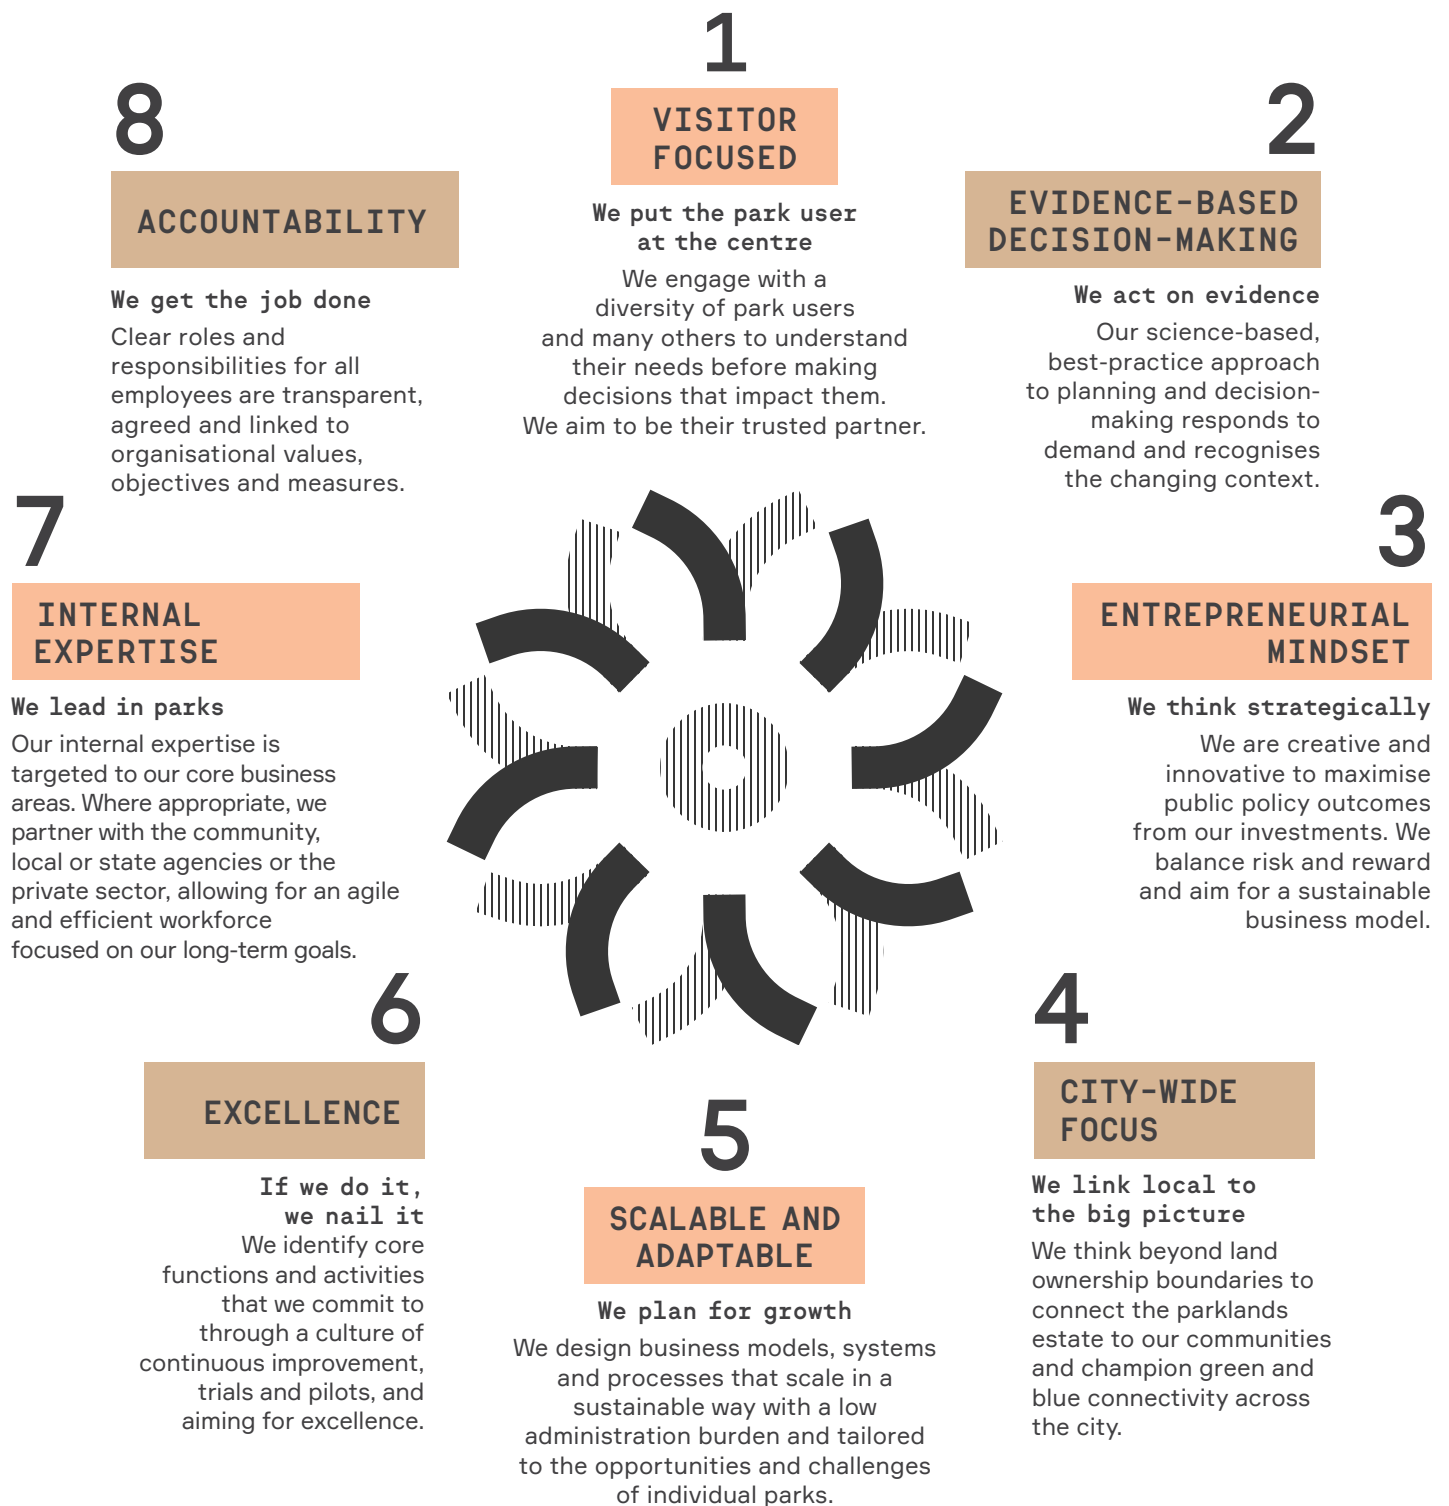 1
VISITOR
FOCUSED
We put the park user
at the centre
We engage with a
diversity of park users
and many others to understand
their needs before making
decisions that impact them.
We aim to be their trusted partner.
2
EVIDENCE-BASED
DECISION-MAKING
We act on evidence
Our science-based,
best-practice approach
to planning and decision-
making responds to
demand and recognises
the changing context.
3
ENTREPRENEURIAL
MINDSET
We think strategically
We are creative and
innovative to maximise
public policy outcomes
from our investments. We
balance risk and reward
and aim for a sustainable
business model.
4
CITY-WIDE
FOCUS
We link local to
the big picture
We think beyond land
ownership boundaries to
connect the parklands
estate to our communities
and champion green and
blue connectivity across
the city.
5
SCALABLE AND
ADAPTABLE
We plan for growth
We design business models, systems
and processes that scale in a
sustainable way with a low
administration burden and tailored
to the opportunities and challenges
of individual parks.
6
EXCELLENCE
If we do it,
we nail it
We identify core
functions and activities
that we commit to
through a culture of
continuous improvement,
trials and pilots, and
aiming for excellence.
7
INTERNAL
EXPERTISE
We lead in parks
Our internal expertise is
targeted to our core business
areas. Where appropriate, we
partner with the community,
local or state agencies or the
private sector, allowing for an agile
and efficient workforce
focused on our long-term goals.
8
ACCOUNTABILITY
We get the job done
Clear roles and
responsibilities for all
employees are transparent,
agreed and linked to
organisational values,
objectives and measures.